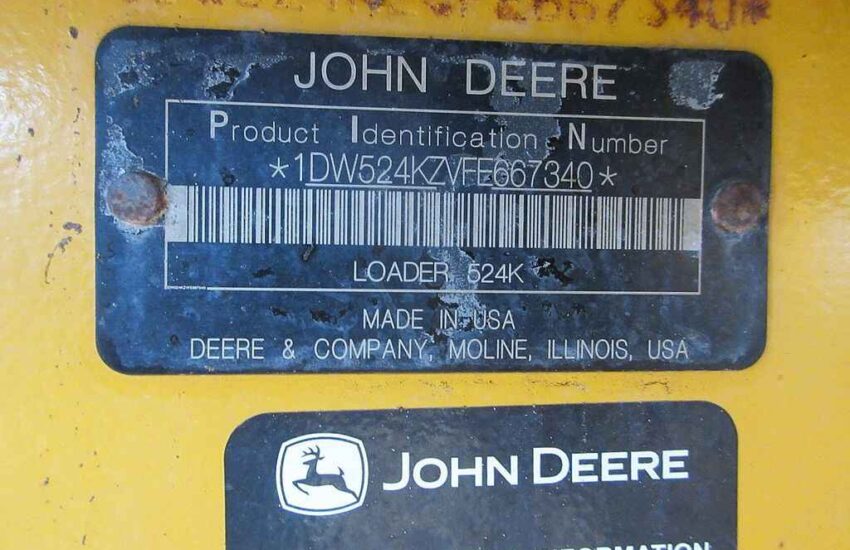 JOHN DEERE
Product Identification Number
*1DW524KZVFE667340*
LOADER 524K
MADE IN USA
DEERE & COMPANY, MOLINE, ILLINOIS, USA
JOHN DEERE